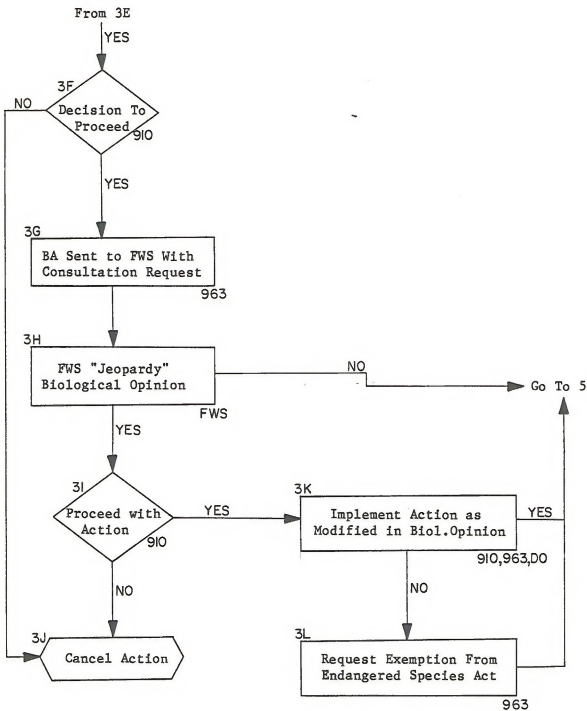 From 3E
YES
3F
NO
Decision To
Proceed
910
YES
3G
BA Sent to FWS With
Consultation Request
963
3H
FWS "Jeopardy"
Biological Opinion
FWS
NO
Go To 5
YES
3I
Proceed with
Action
910
YES
3K
Implement Action as
Modified in Biol.Opinion
910,963,DO
YES
NO
NO
3J
Cancel Action
3L
Request Exemption From
Endangered Species Act
963